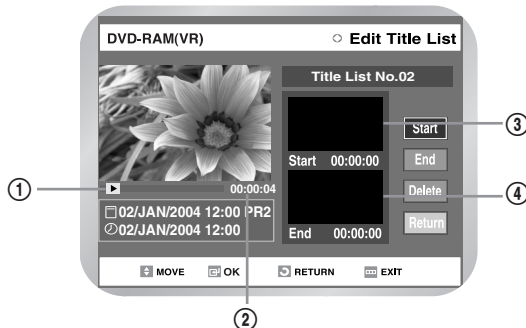 DVD-RAM(VR)
Edit Title List
Title List No.02
Start 00:00:00
End 00:00:00
Start
End
Delete
Return
00:00:04
02/JAN/2004 12:00 PR2
02/JAN/2004 12:00
MOVE OK RETURN EXIT
①
②
③
④